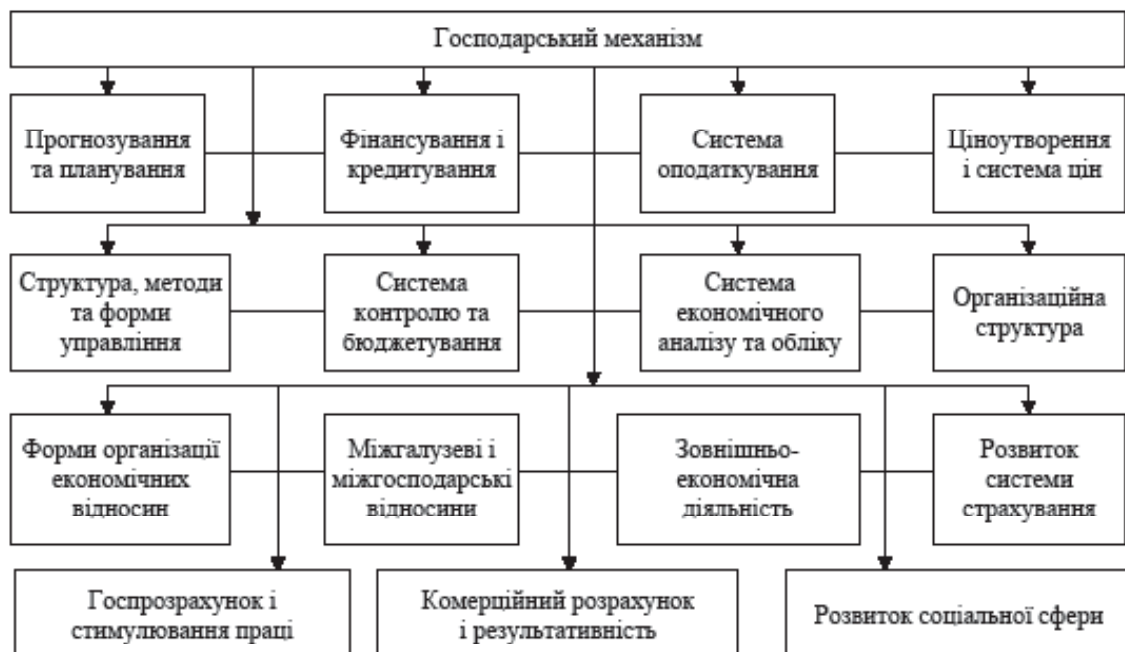 Господарський механізм
Прогнозування
та планування
Фінансування і
кредитування
Система
оподаткування
Ціноутворення
і система цін
Структура, методи
та форми
управління
Система
контролю та
бюджетування
Система
економічного
аналізу та обліку
Організаційна
структура
Форми організації
економічних
відносин
Міжгалузеві і
міжгосподарські
відносини
Зовнішньо-
економічна
діяльність
Розвиток
системи
страхування
Госпрозрахунок і
стимулювання праці
Комерційний розрахунок
і результативність
Розвиток соціальної сфери